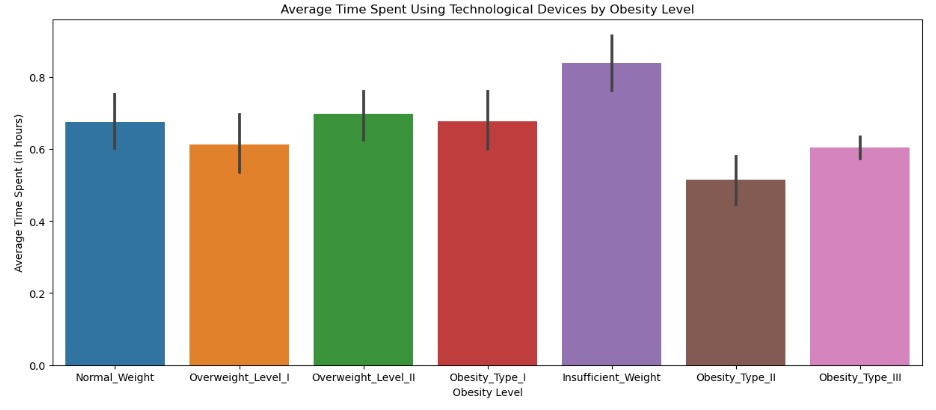 Average Time Spent Using Technological Devices by Obesity Level
Average Time Spent (in hours)
0.8
0.6
0.4
0.2
0.0
Normal_Weight Overweight_Level_I Overweight_Level_II Obesity_Type_I Insufficient_Weight Obesity_Type_II Obesity_Type_III
Obesity Level